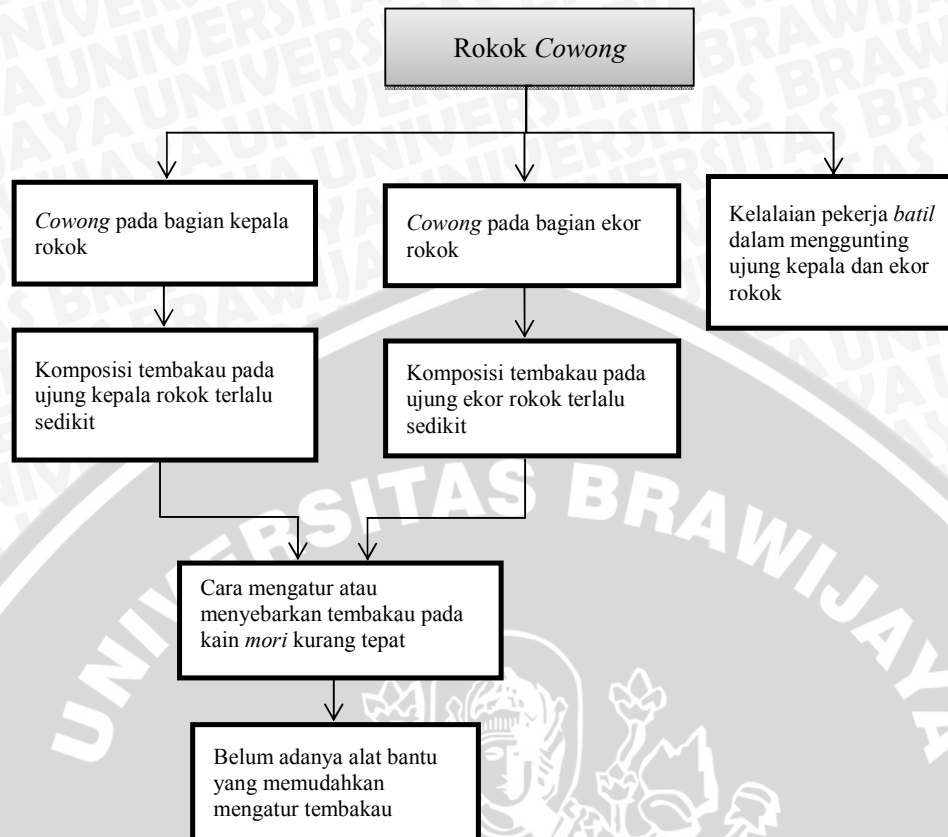 Rokok Cowong
Cowong pada bagian kepala
rokok
Cowong pada bagian ekor
rokok
Kelalaian pekerja batil
dalam menggunting
ujung kepala dan ekor
rokok
Komposisi tembakau pada
ujung kepala rokok terlalu
sedikit
Komposisi tembakau pada
ujung ekor rokok terlalu
sedikit
Cara mengatur atau
menyebarkan tembakau pada
kain mori kurang tepat
Belum adanya alat bantu
yang memudahkan
mengatur tembakau
UNIVERSITAS BRAWIJAYA